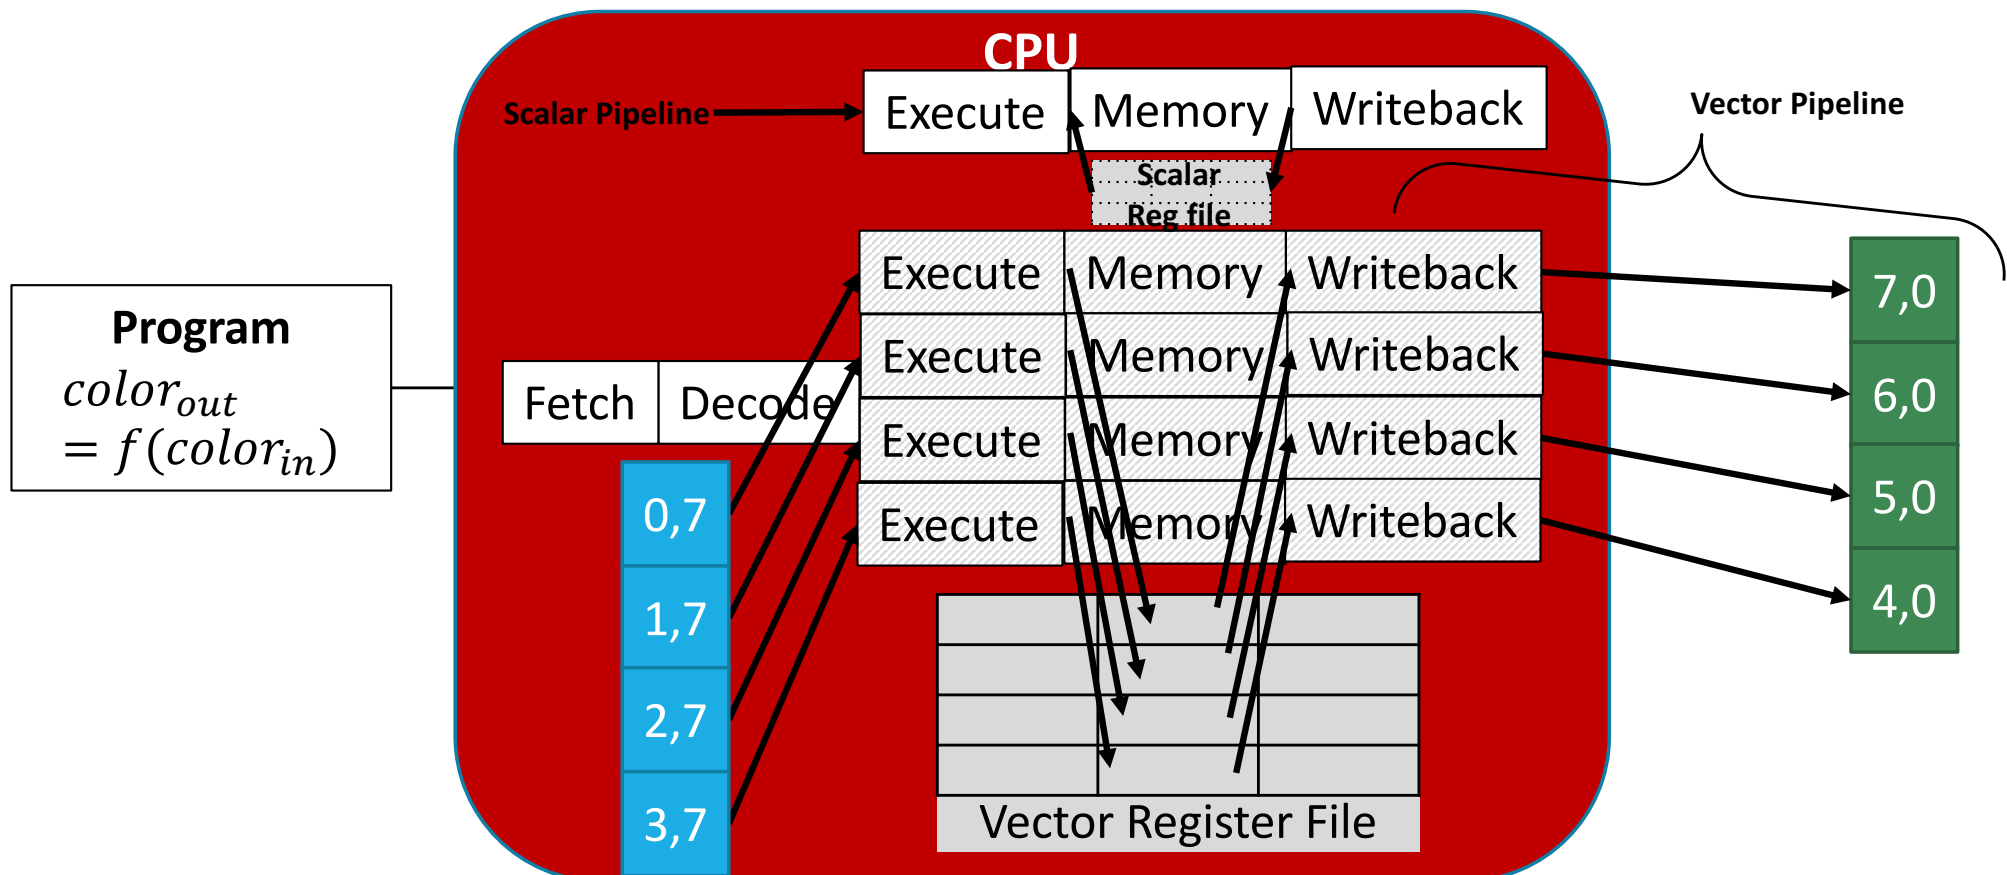 CPU
Scalar Pipeline
Execute
Memory
Writeback
Vector Pipeline
Scalar
Reg file
Execute
Memory
Writeback
7,0
Program
color_out
= f(color_in)
Fetch
Decode
Execute
Memory
Writeback
6,0
Execute
Memory
Writeback
5,0
Execute
Memory
Writeback
4,0
0,7
1,7
2,7
3,7
Vector Register File